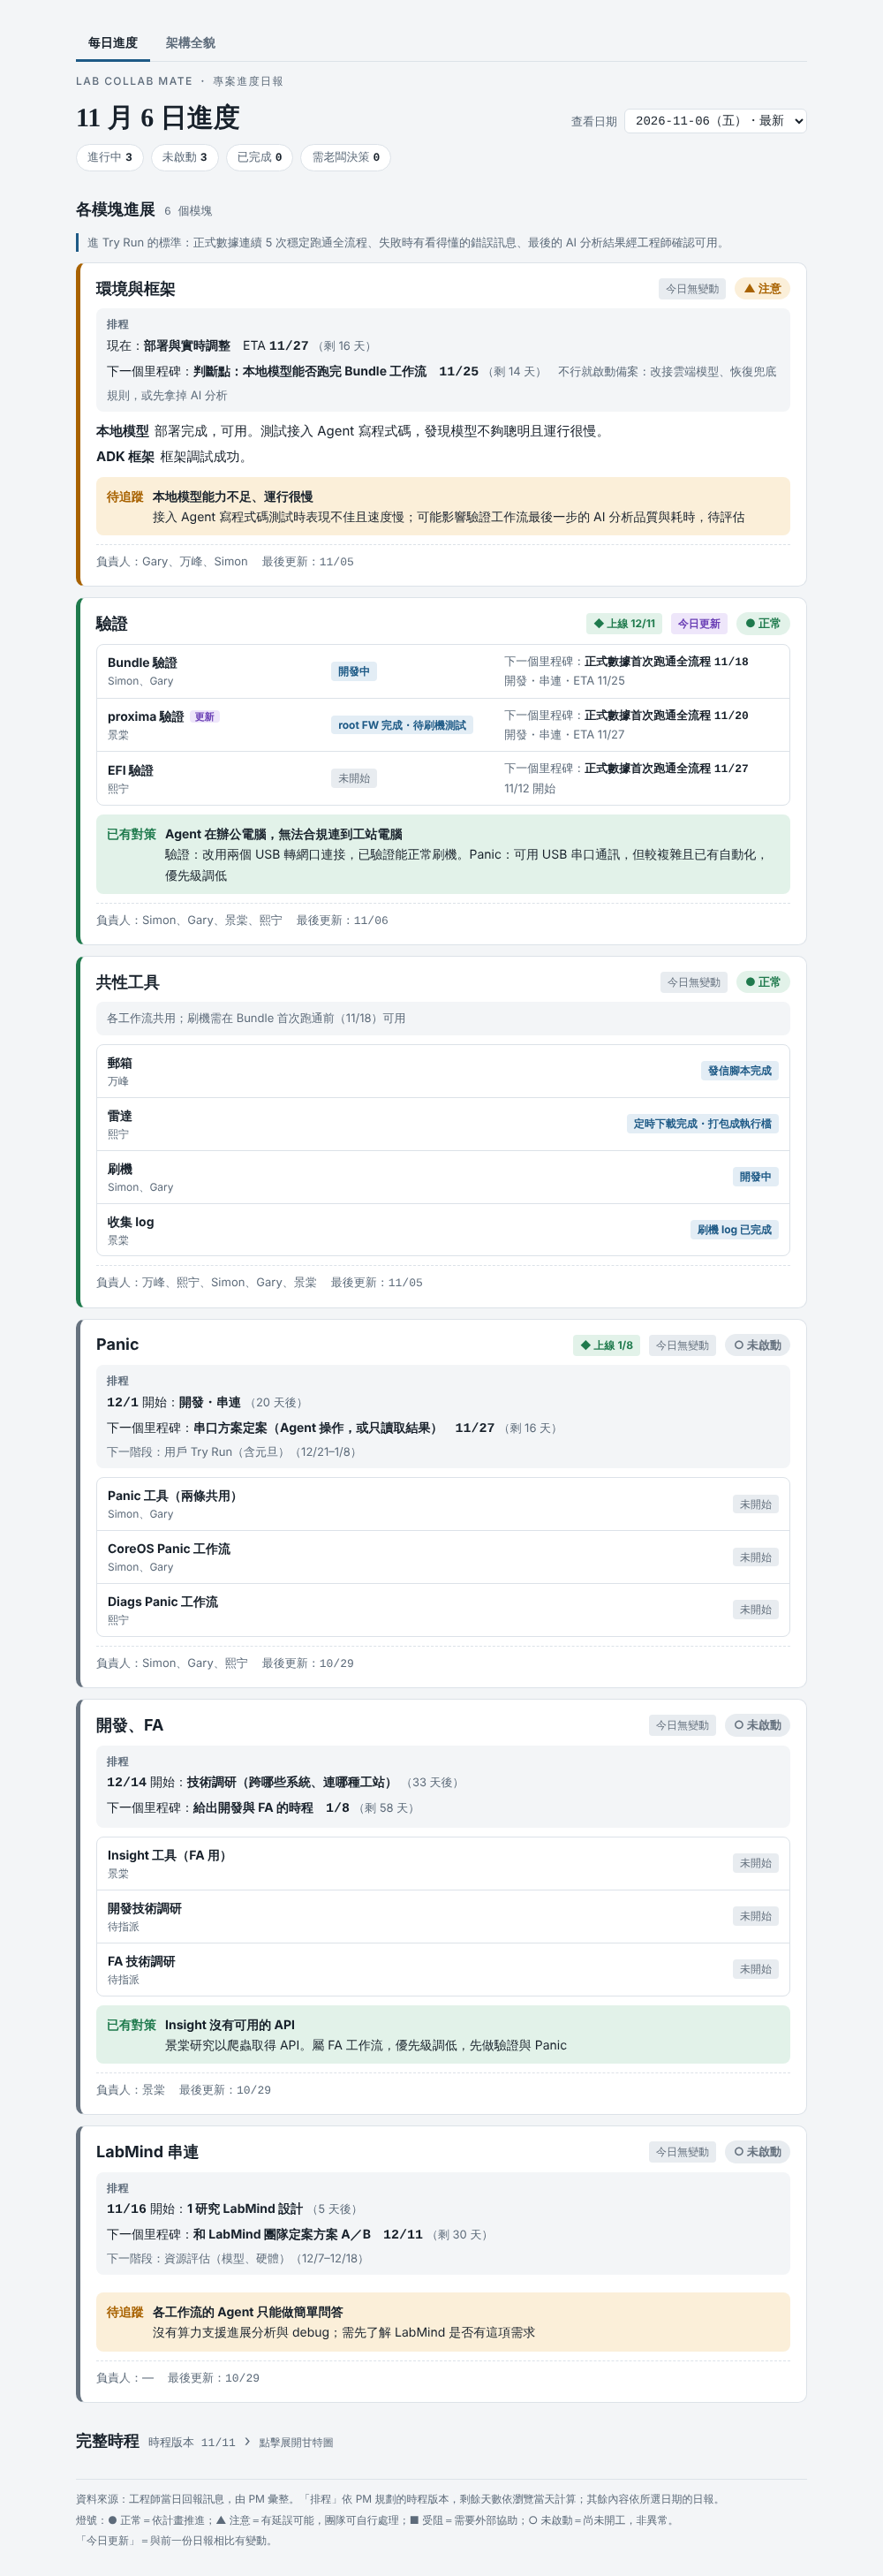 每日進度 架構全貌
LAB COLLAB MATE ・ 專案進度日報
11 月 6 日進度
查看日期 2026-11-06（五）・最新
進行中 3 未啟動 3 已完成 0 需老闆決策 0
各模塊進展 6 個模塊
進 Try Run 的標準：正式數據連續 5 次穩定跑通全流程、失敗時有看得懂的錯誤訊息、最後的 AI 分析結果經工程師確認可用。
環境與框架 今日無變動 ▲ 注意
排程
現在：部署與實時調整 ETA 11/27（剩 16 天）
下一個里程碑：判斷點：本地模型能否跑完 Bundle 工作流 11/25（剩 14 天） 不行就啟動備案：改接雲端模型、恢復兜底
規則，或先拿掉 AI 分析
本地模型 部署完成，可用。測試接入 Agent 寫程式碼，發現模型不夠聰明且運行很慢。
ADK 框架 框架調試成功。
待追蹤 本地模型能力不足、運行很慢
接入 Agent 寫程式碼測試時表現不佳且速度慢；可能影響驗證工作流最後一步的 AI 分析品質與耗時，待評估
負責人：Gary、万峰、Simon 最後更新：11/05
驗證 ◆ 上線 12/11 今日更新 ● 正常
Bundle 驗證 開發中 下一個里程碑：正式數據首次跑通全流程 11/18
Simon、Gary 開發・串連・ETA 11/25
proxima 驗證 更新 root FW 完成・待刷機測試 下一個里程碑：正式數據首次跑通全流程 11/20
景棠 開發・串連・ETA 11/27
EFI 驗證 未開始 下一個里程碑：正式數據首次跑通全流程 11/27
熙宁 11/12 開始
已有對策 Agent 在辦公電腦，無法合規連到工站電腦
驗證：改用兩個 USB 轉網口連接，已驗證能正常刷機。Panic：可用 USB 串口通訊，但較複雜且已有自動化，
優先級調低
負責人：Simon、Gary、景棠、熙宁 最後更新：11/06
共性工具 今日無變動 ● 正常
各工作流共用；刷機需在 Bundle 首次跑通前（11/18）可用
郵箱 發信腳本完成
万峰
雷達 定時下載完成・打包成執行檔
熙宁
刷機 開發中
Simon、Gary
收集 log 刷機 log 已完成
景棠
負責人：万峰、熙宁、Simon、Gary、景棠 最後更新：11/05
Panic ◆ 上線 1/8 今日無變動 ○ 未啟動
排程
12/1 開始：開發・串連（20 天後）
下一個里程碑：串口方案定案（Agent 操作，或只讀取結果） 11/27（剩 16 天）
下一階段：用戶 Try Run（含元旦）（12/21–1/8）
Panic 工具（兩條共用） 未開始
Simon、Gary
CoreOS Panic 工作流 未開始
Simon、Gary
Diags Panic 工作流 未開始
熙宁
負責人：Simon、Gary、熙宁 最後更新：10/29
開發、FA 今日無變動 ○ 未啟動
排程
12/14 開始：技術調研（跨哪些系統、連哪種工站）（33 天後）
下一個里程碑：給出開發與 FA 的時程 1/8（剩 58 天）
Insight 工具（FA 用） 未開始
景棠
開發技術調研 未開始
待指派
FA 技術調研 未開始
待指派
已有對策 Insight 沒有可用的 API
景棠研究以爬蟲取得 API。屬 FA 工作流，優先級調低，先做驗證與 Panic
負責人：景棠 最後更新：10/29
LabMind 串連 今日無變動 ○ 未啟動
排程
11/16 開始：1 研究 LabMind 設計（5 天後）
下一個里程碑：和 LabMind 團隊定案方案 A／B 12/11（剩 30 天）
下一階段：資源評估（模型、硬體）（12/7–12/18）
待追蹤 各工作流的 Agent 只能做簡單問答
沒有算力支援進展分析與 debug；需先了解 LabMind 是否有這項需求
負責人：— 最後更新：10/29
完整時程 時程版本 11/11 › 點擊展開甘特圖
資料來源：工程師當日回報訊息，由 PM 彙整。「排程」依 PM 規劃的時程版本，剩餘天數依瀏覽當天計算；其餘內容依所選日期的日報。
燈號：● 正常＝依計畫推進；▲ 注意＝有延誤可能，團隊可自行處理；■ 受阻＝需要外部協助；○ 未啟動＝尚未開工，非異常。
「今日更新」＝與前一份日報相比有變動。